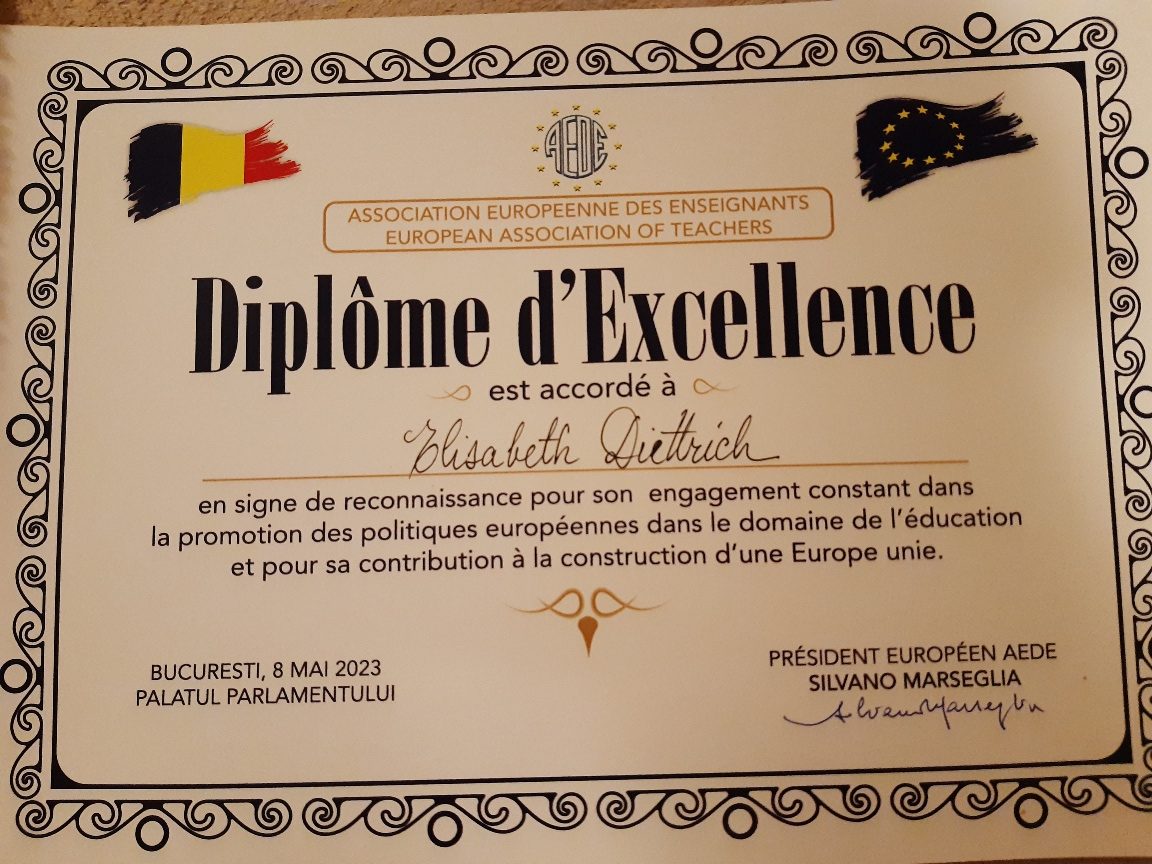 AEDE
ASSOCIATION EUROPEENNE DES ENSEIGNANTS
EUROPEAN ASSOCIATION OF TEACHERS
Diplôme d'Excellence
est accordé à
Elisabeth Diettrich
en signe de reconnaissance pour son engagement constant dans
la promotion des politiques européennes dans le domaine de l'éducation
et pour sa contribution à la construction d'une Europe unie.
BUCURESTI, 8 MAI 2023
PALATUL PARLAMENTULUI
PRÉSIDENT EUROPÉEN AEDE
SILVANO MARSEGLIA
Silvano Marseglia